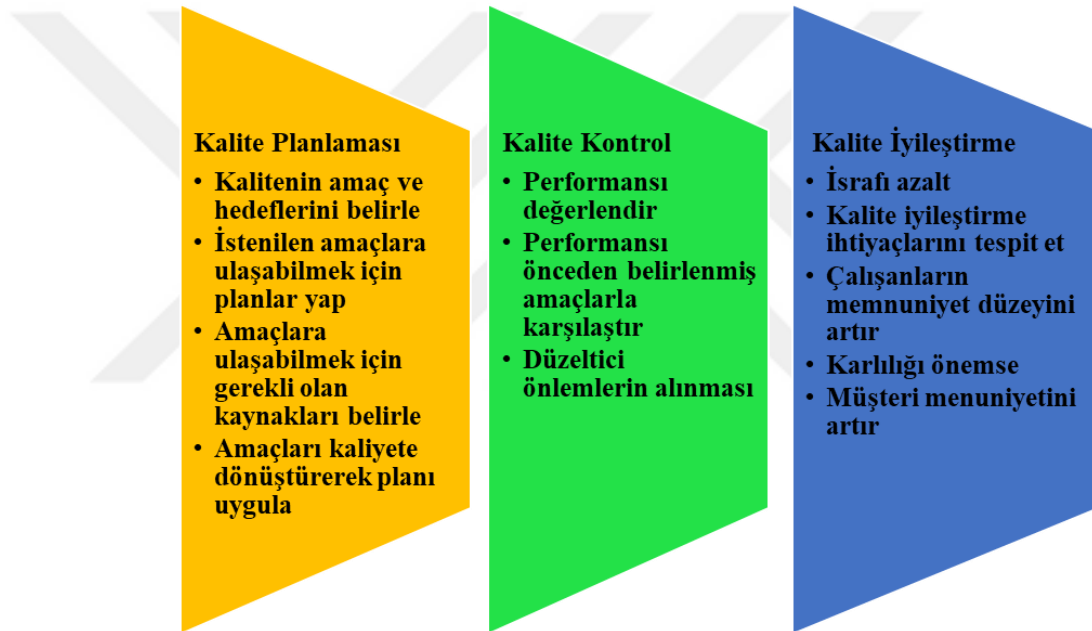 Kalite Planlaması
• Kalitenin amaç ve
hedeflerini belirle
• İstenilen amaçlara
ulaşabilmek için
planlar yap
• Amaçlara
ulaşabilmek için
gerekli olan
kaynakları belirle
• Amaçları kaliyete
dönüştürerek planı
uygula
Kalite Kontrol
• Performansı
değerlendir
• Performansı
önceden belirlenmiş
amaçlarla
karşılaştır
• Düzeltici
önlemlerin alınması
Kalite İyileştirme
• İsrafı azalt
• Kalite iyileştirme
ihtiyaçlarını tespit et
• Çalışanların
memnuniyet düzeyini
artır
• Karlılığı önemse
• Müşteri menuniyetini
artır